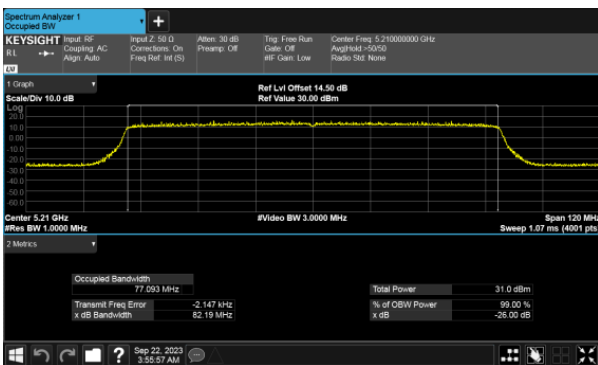 Spectrum Analyzer 1
Occupied BW
KEYSIGHT Input: RF Input Z: 50 Ω Atten: 30 dB Trig: Free Run Center Freq: 5.210000000 GHz
RL Coupling: AC Corrections: On Preamp: Off Gate: Off Avg|Hold:>50/50
Align: Auto Freq Ref: Int (S) #IF Gain: Low Radio Std: None
1 Graph Ref Lvl Offset 14.50 dB
Scale/Div 10.0 dB Ref Value 30.00 dBm
Log
20.0
10.0
0.00
-10.0
-20.0
-30.0
-40.0
-50.0
-60.0
Center 5.21 GHz #Video BW 3.0000 MHz Span 120 MHz
#Res BW 1.0000 MHz Sweep 1.07 ms (4001 pts
2 Metrics
Occupied Bandwidth
77.093 MHz Total Power 31.0 dBm
Transmit Freq Error -2.147 kHz % of OBW Power 99.00 %
x dB Bandwidth 82.19 MHz x dB -26.00 dB
? Sep 22, 2023
3:55:57 AM